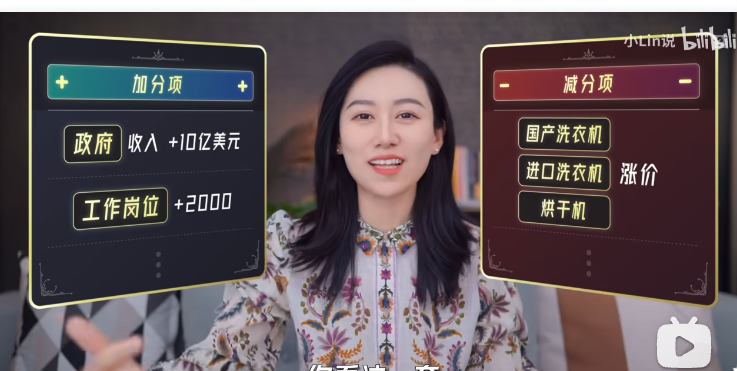 小Lin说 bilibili
加分项
政府 收入 +10亿美元
工作岗位 +2000
减分项
国产洗衣机
进口洗衣机 涨价
烘干机